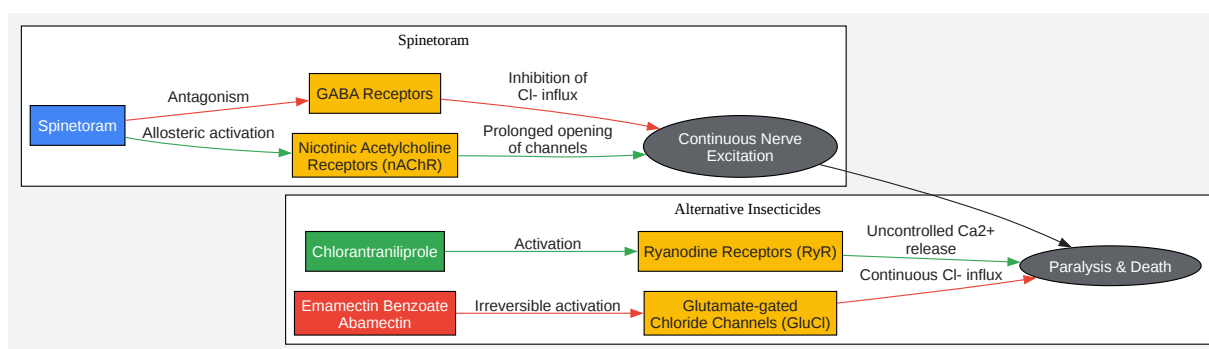 Spinetoram
Spinetoram
Antagonism
Allosteric activation
GABA Receptors
Nicotinic Acetylcholine
Receptors (nAChR)
Inhibition of
Cl- influx
Prolonged opening
of channels
Continuous Nerve
Excitation
Alternative Insecticides
Chlorantraniliprole
Activation
Ryanodine Receptors (RyR)
Uncontrolled Ca2+
release
Emamectin Benzoate
Abamectin
Irreversible activation
Glutamate-gated
Chloride Channels (GluCl)
Continuous Cl- influx
Paralysis & Death